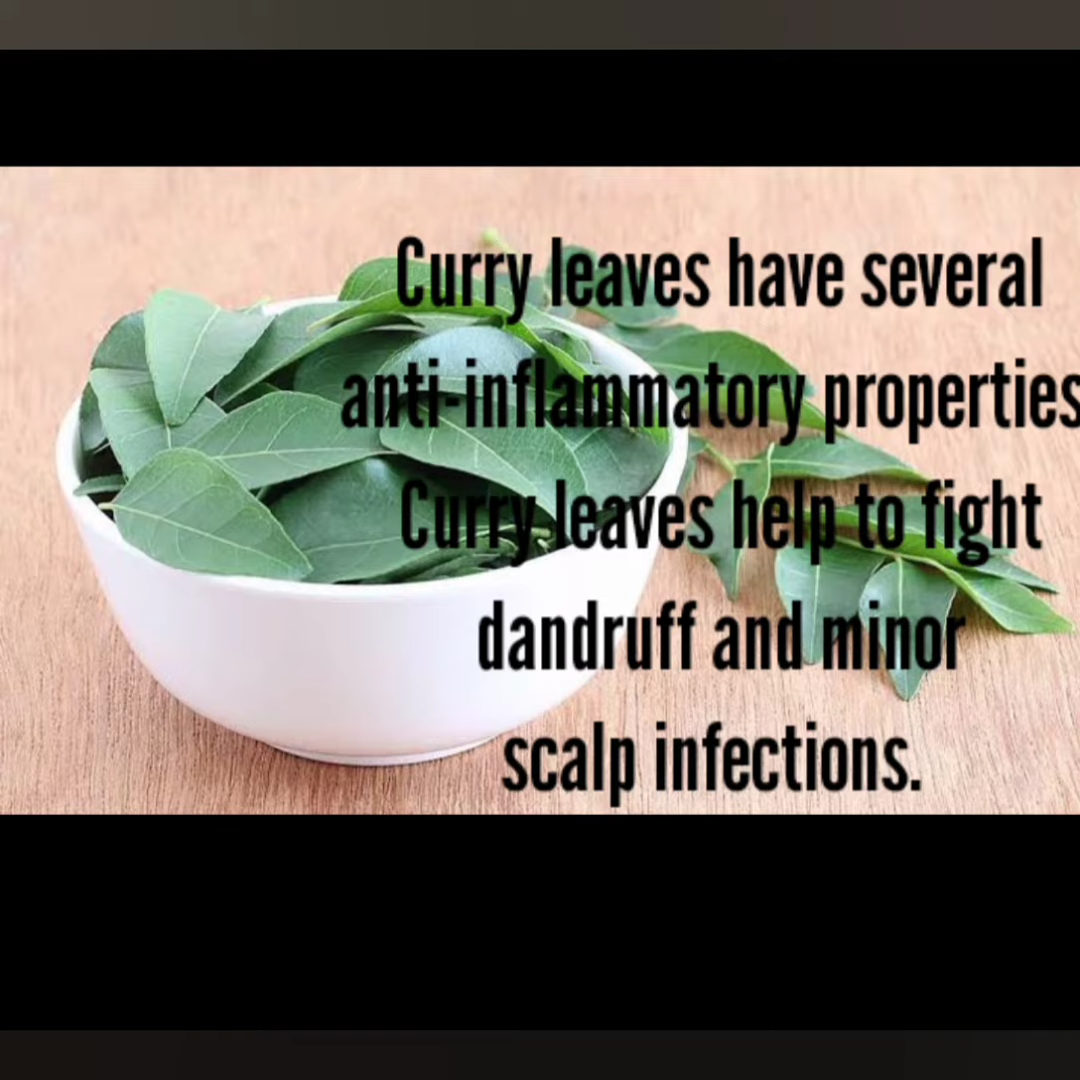 Curry leaves have several
anti-inflammatory properties
Curry leaves help to fight
dandruff and minor
scalp infections.